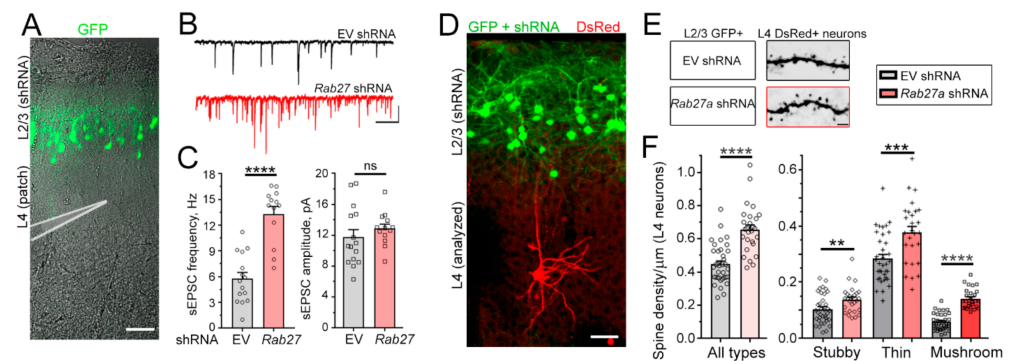 A
GFP
L2/3 (shRNA)
L4 (patch)
B
EV shRNA
Rab27 shRNA
C
****
ns
sEPSC frequency, Hz
18
15
12
9
6
3
0
sEPSC amplitude, pA
20
15
10
5
0
shRNA EV Rab27 EV Rab27
D
GFP + shRNA DsRed
L2/3 (shRNA)
L4 (analyzed)
E
L2/3 GFP+ L4 DsRed+ neurons
EV shRNA
Rab27a shRNA
EV shRNA
Rab27a shRNA
F
Spine density/µm (L4 neurons)
****
1.0
0.8
0.6
0.4
0.2
0.0
All types
**
***
****
0.6
0.4
0.2
0.0
Stubby Thin Mushroom